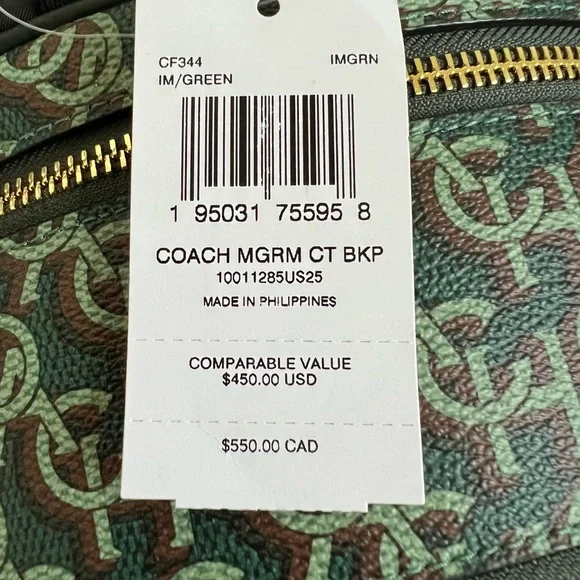 CF344 IMGRN
IM/GREEN
1 95031 75595 8
COACH MGRM CT BKP
10011285US25
MADE IN PHILIPPINES
COMPARABLE VALUE
$450.00 USD
$550.00 CAD